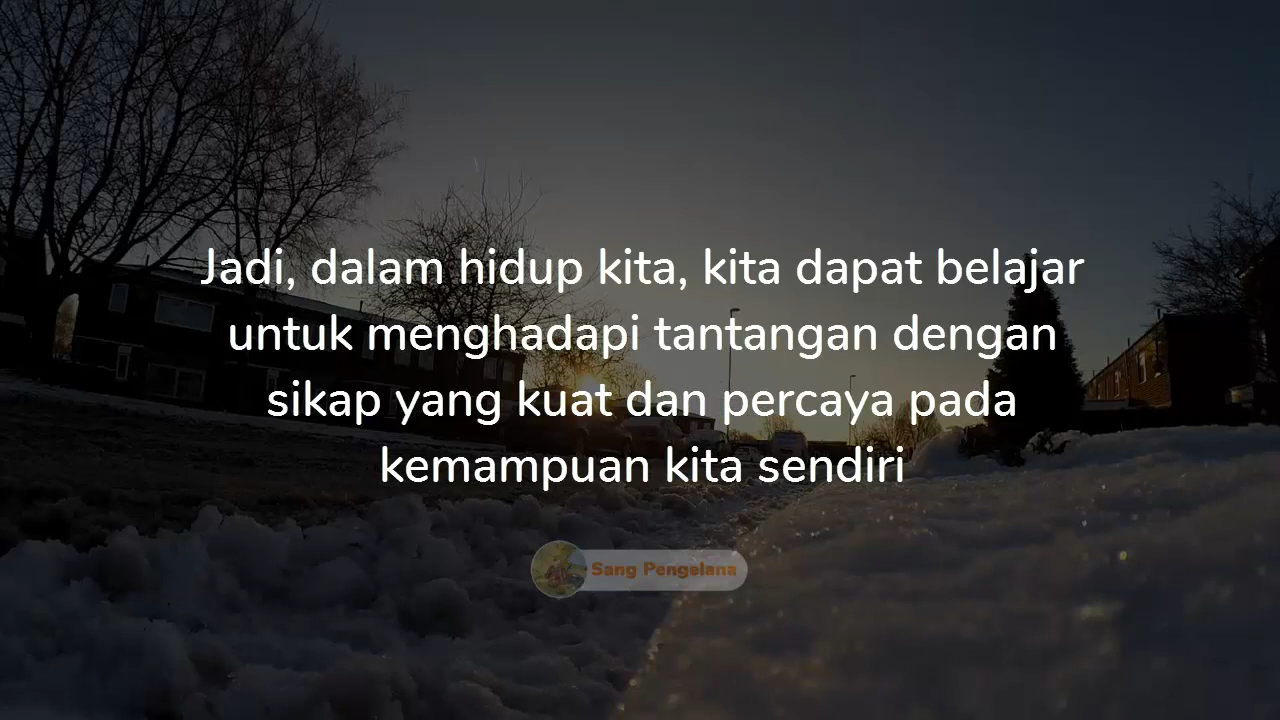 Jadi, dalam hidup kita, kita dapat belajar
untuk menghadapi tantangan dengan
sikap yang kuat dan percaya pada
kemampuan kita sendiri
Sang Pengelana